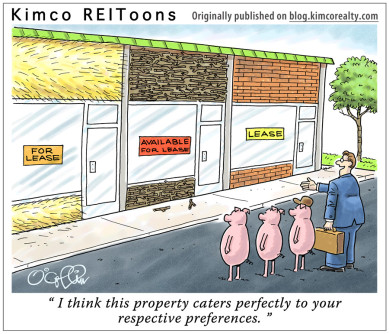 Kimco REIToons Originally published on blog.kimcorealty.com
FOR
LEASE
AVAILABLE
FOR LEASE
LEASE
“ I think this property caters perfectly to your
respective preferences. ”